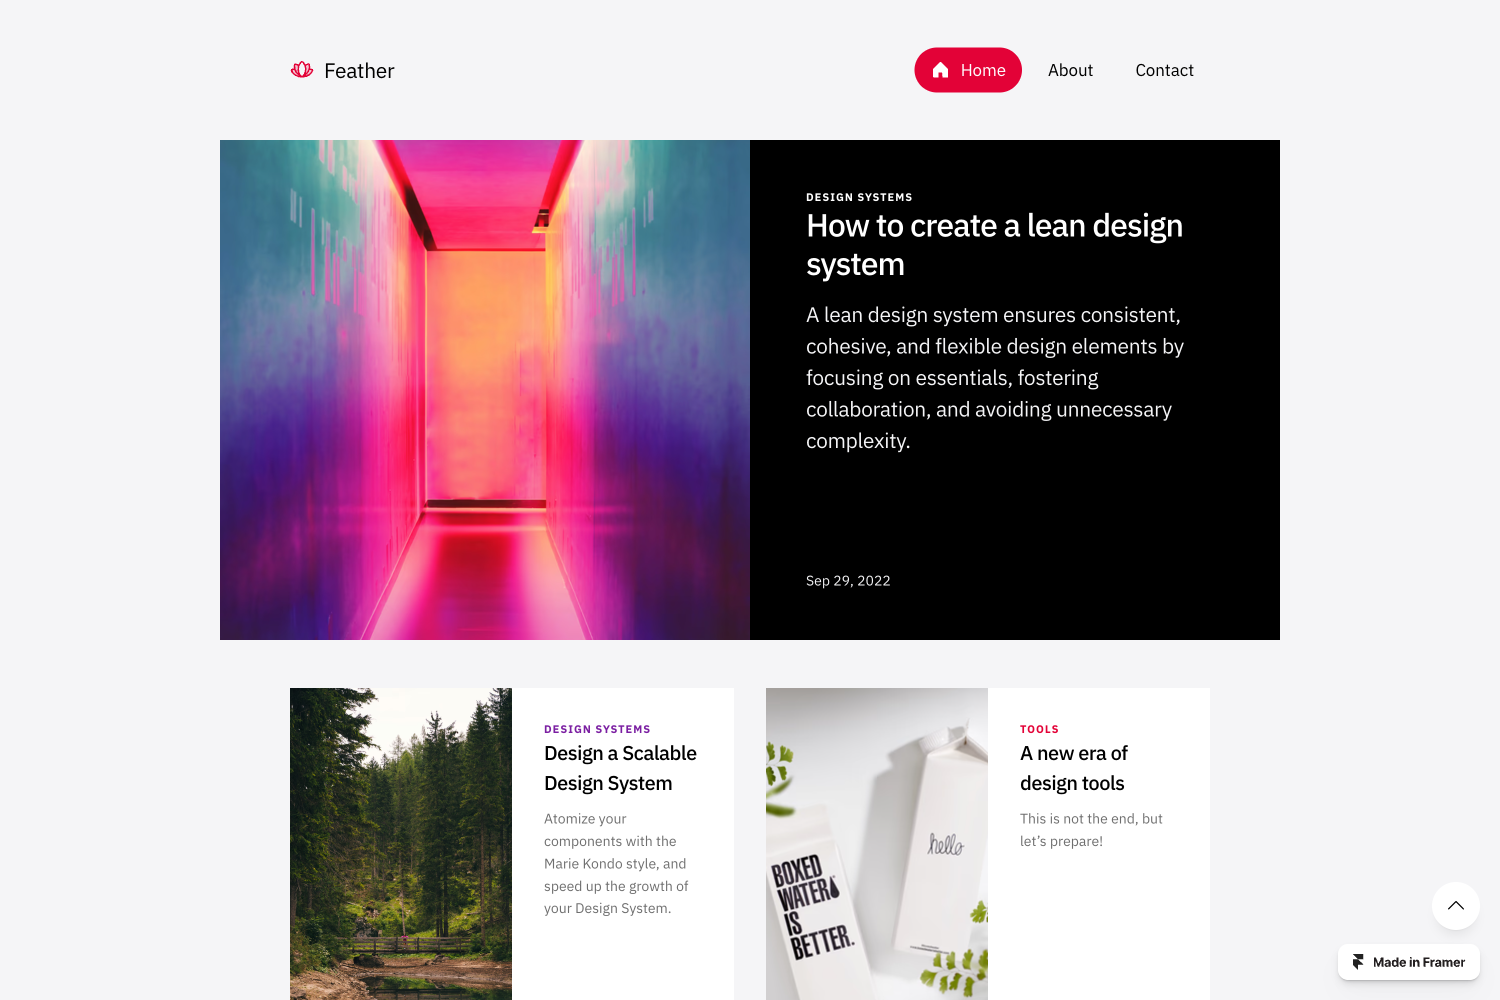 Feather
Home
About
Contact
DESIGN SYSTEMS
How to create a lean design
system
A lean design system ensures consistent,
cohesive, and flexible design elements by
focusing on essentials, fostering
collaboration, and avoiding unnecessary
complexity.
Sep 29, 2022
DESIGN SYSTEMS
Design a Scalable
Design System
Atomize your
components with the
Marie Kondo style, and
speed up the growth of
your Design System.
BOXED
WATER
IS
BETTER.
hello
TOOLS
A new era of
design tools
This is not the end, but
let’s prepare!
Made in Framer